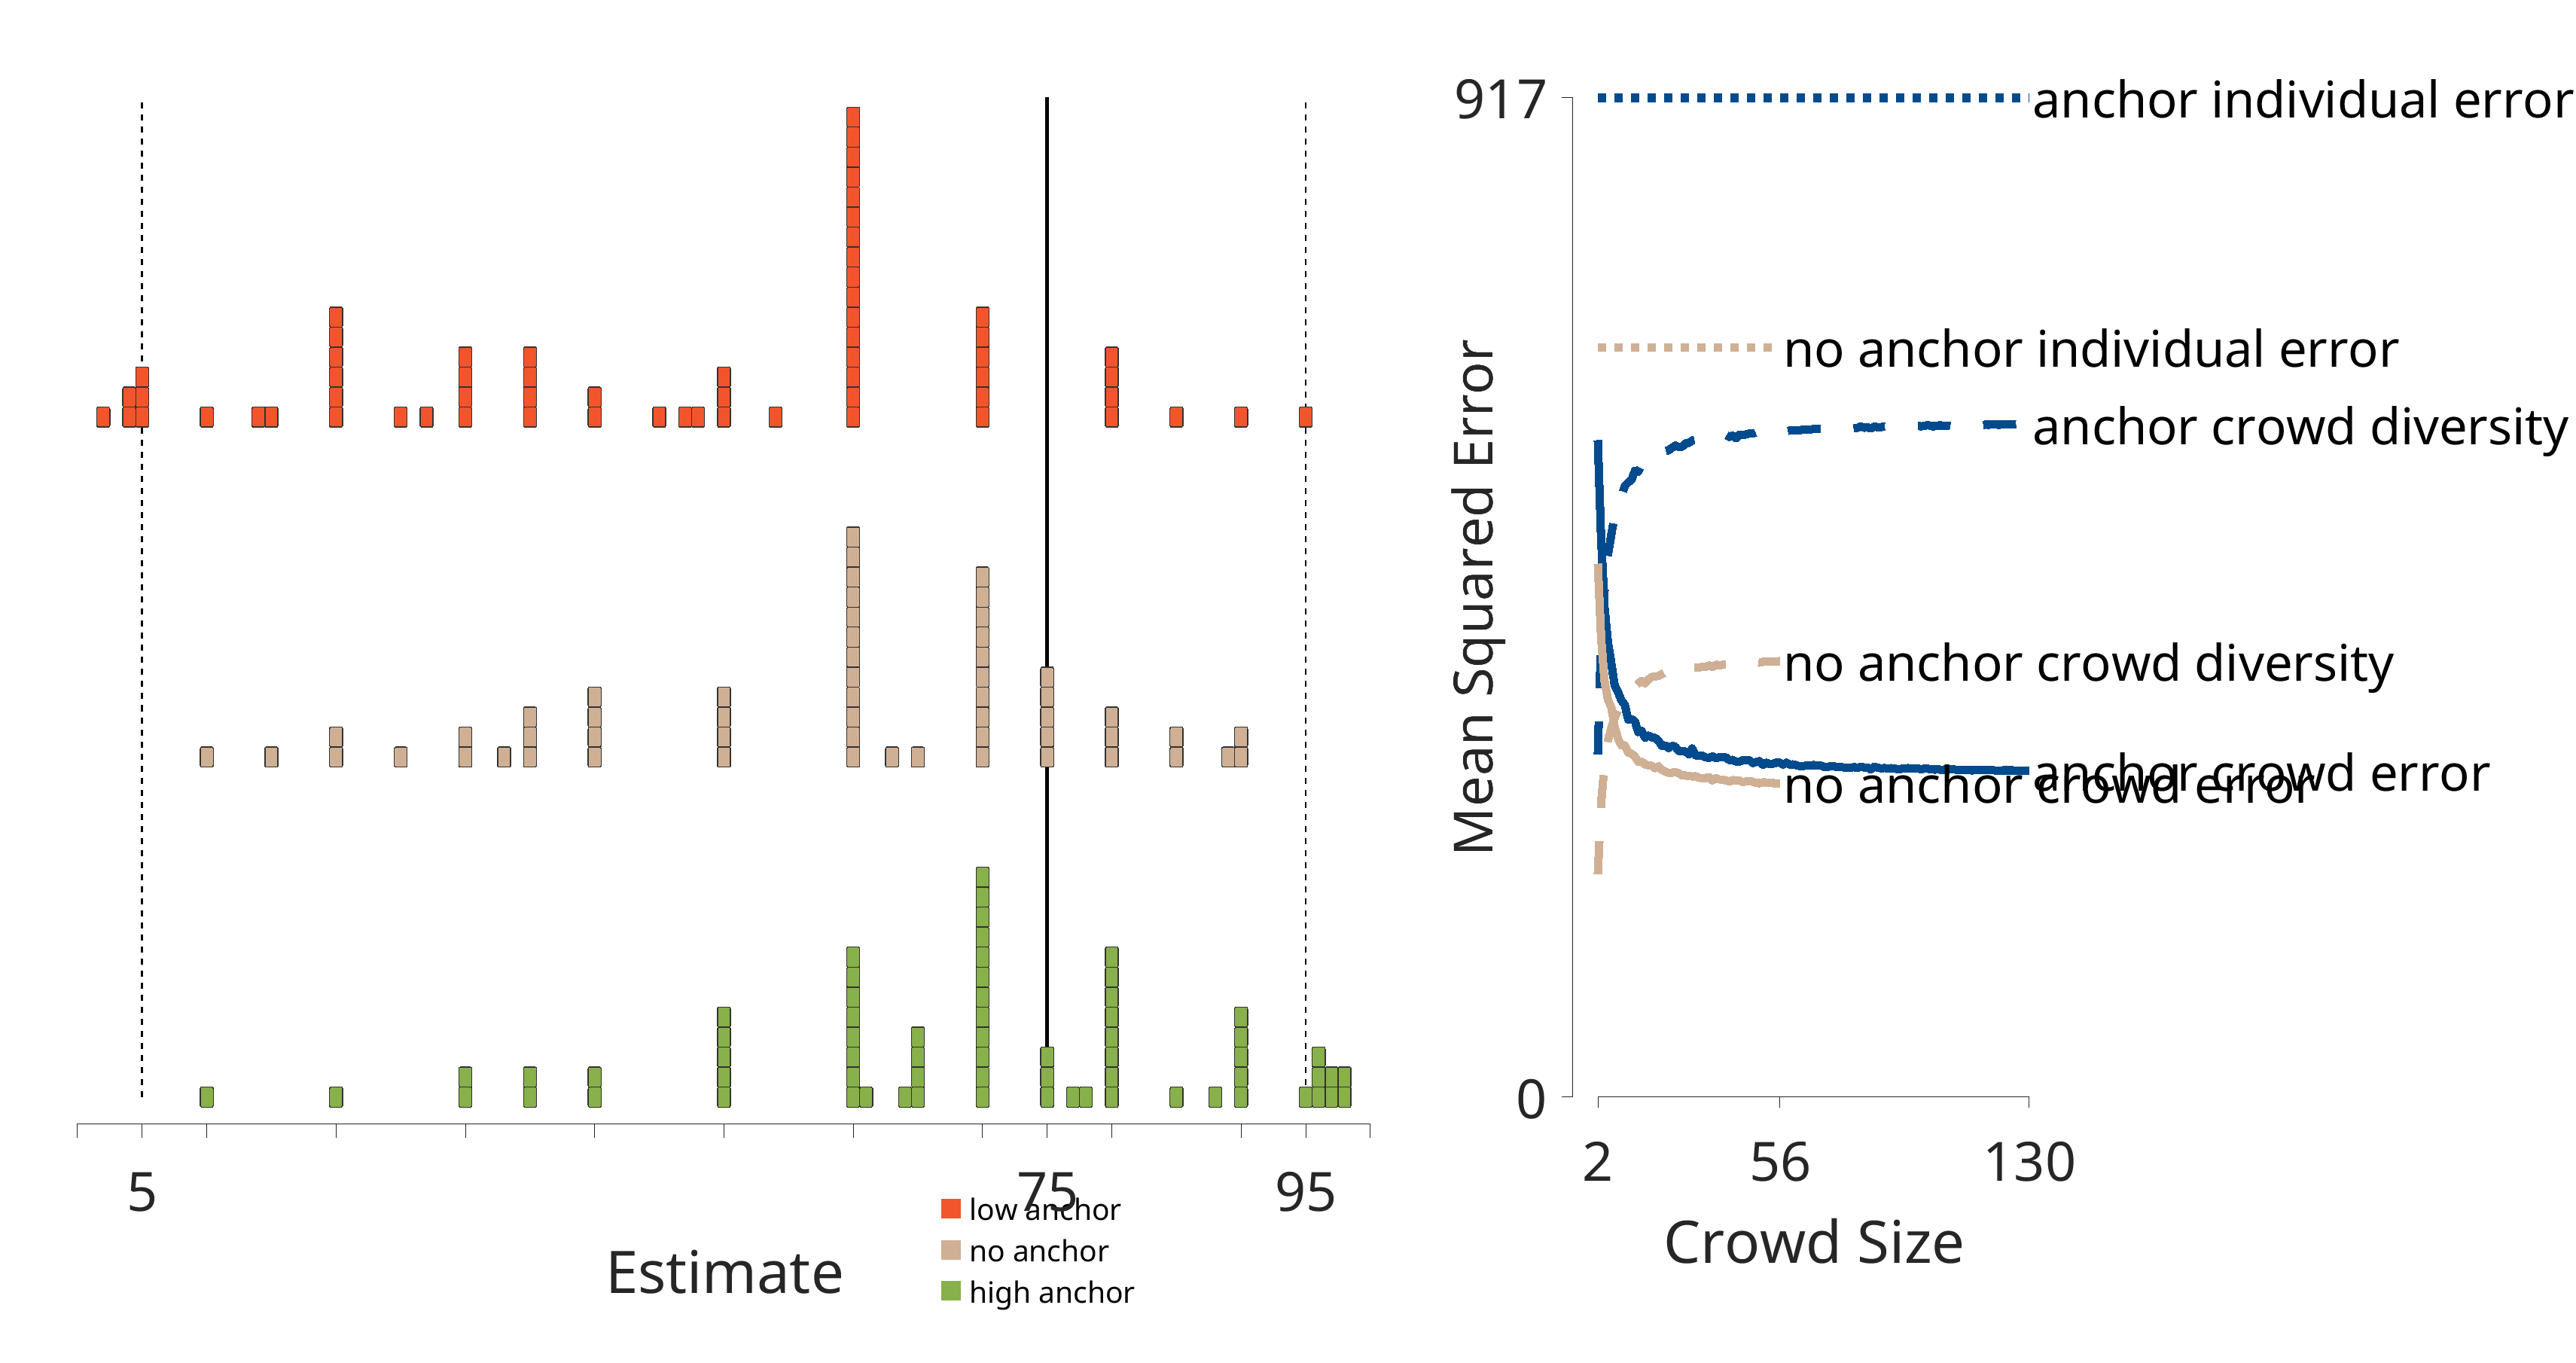 5
75
95
Estimate
low anchor
no anchor
high anchor
917
0
Mean Squared Error
anchor individual error
no anchor individual error
anchor crowd diversity
no anchor crowd diversity
anchor crowd error
no anchor crowd error
2
56
130
Crowd Size